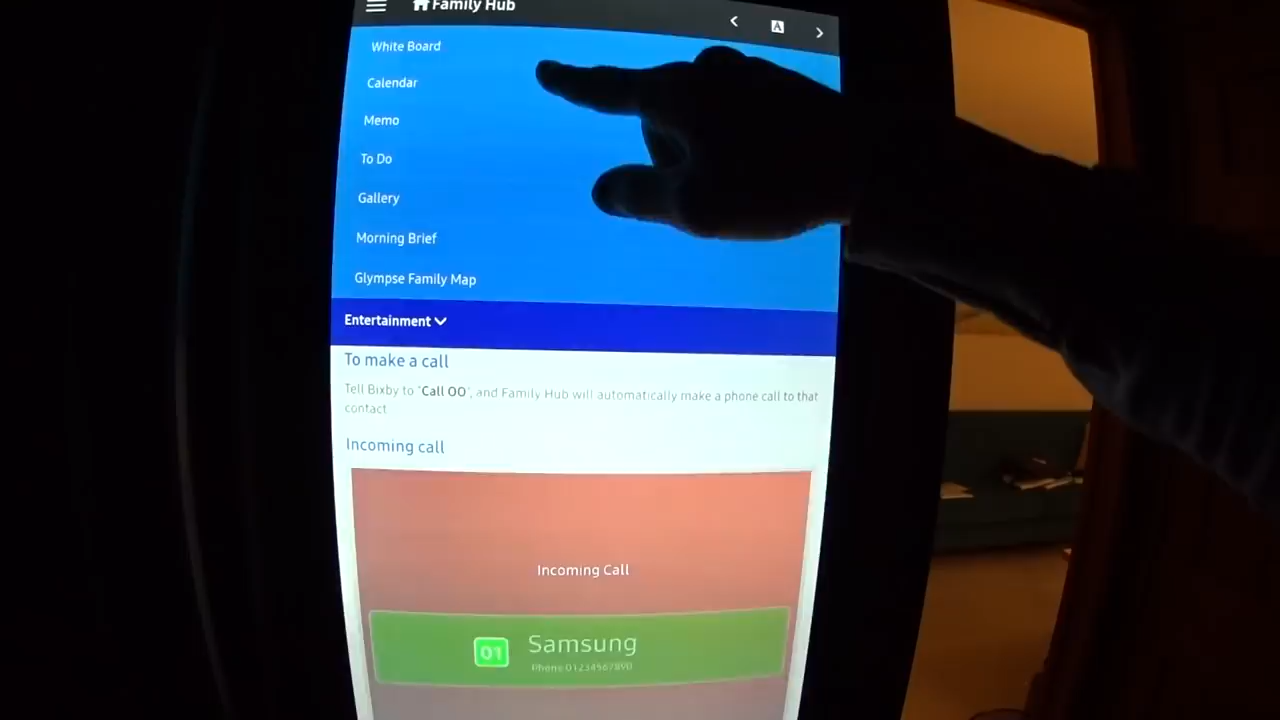 Family Hub
A
White Board
Calendar
Memo
To Do
Gallery
Morning Brief
Glympse Family Map
Entertainment
To make a call
Tell Bixby to "Call OO", and Family Hub will automatically make a phone call to that
contact
Incoming call
Incoming Call
01 Samsung
Phone 01234567890